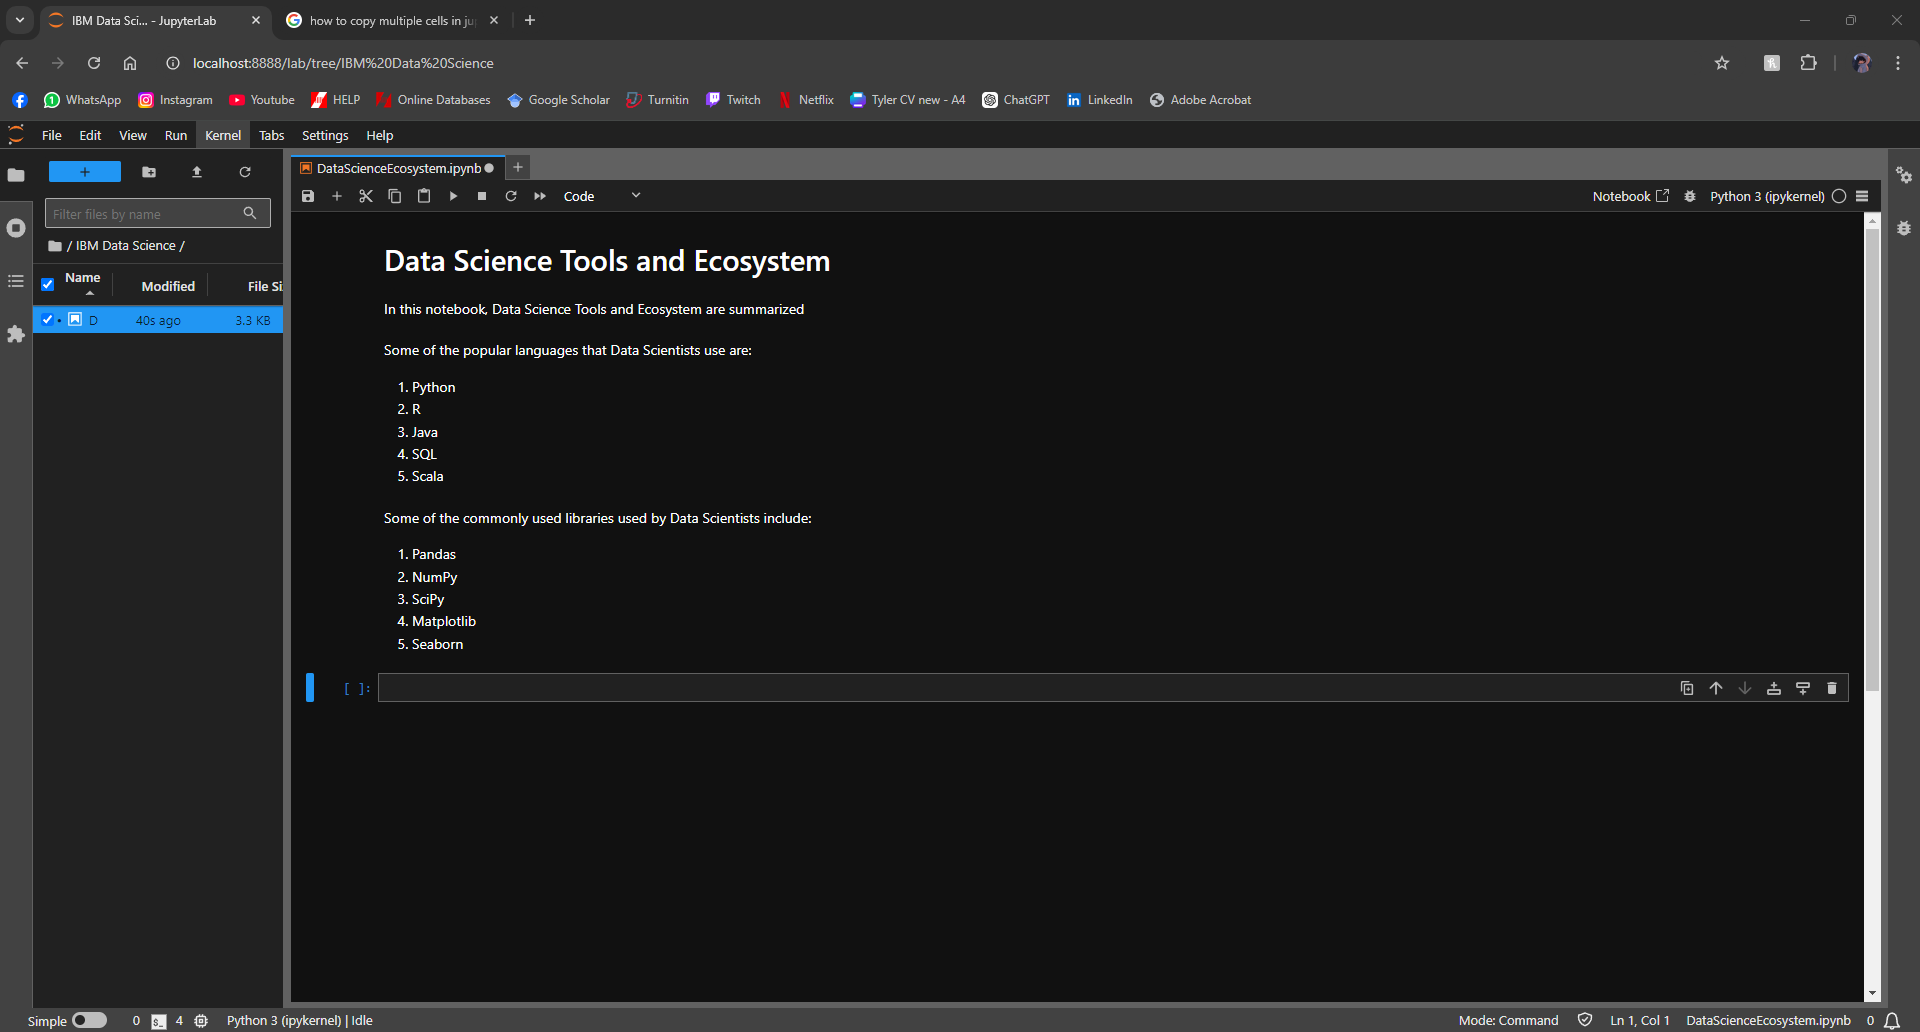 IBM Data Sci... - JupyterLab
how to copy multiple cells in ju
localhost:8888/lab/tree/IBM%20Data%20Science
WhatsApp Instagram Youtube HELP Online Databases Google Scholar Turnitin Twitch Netflix Tyler CV new - A4 ChatGPT LinkedIn Adobe Acrobat
File Edit View Run Kernel Tabs Settings Help
DataScienceEcosystem.ipynb
Code
Notebook
Python 3 (ipykernel)
Filter files by name
/ IBM Data Science /
Name Modified File Si
D 40s ago 3.3 KB
Data Science Tools and Ecosystem
In this notebook, Data Science Tools and Ecosystem are summarized
Some of the popular languages that Data Scientists use are:
1. Python
2. R
3. Java
4. SQL
5. Scala
Some of the commonly used libraries used by Data Scientists include:
1. Pandas
2. NumPy
3. SciPy
4. Matplotlib
5. Seaborn
[ ]:
Simple 0 $_ 4 Python 3 (ipykernel) | Idle
Mode: Command Ln 1, Col 1 DataScienceEcosystem.ipynb 0